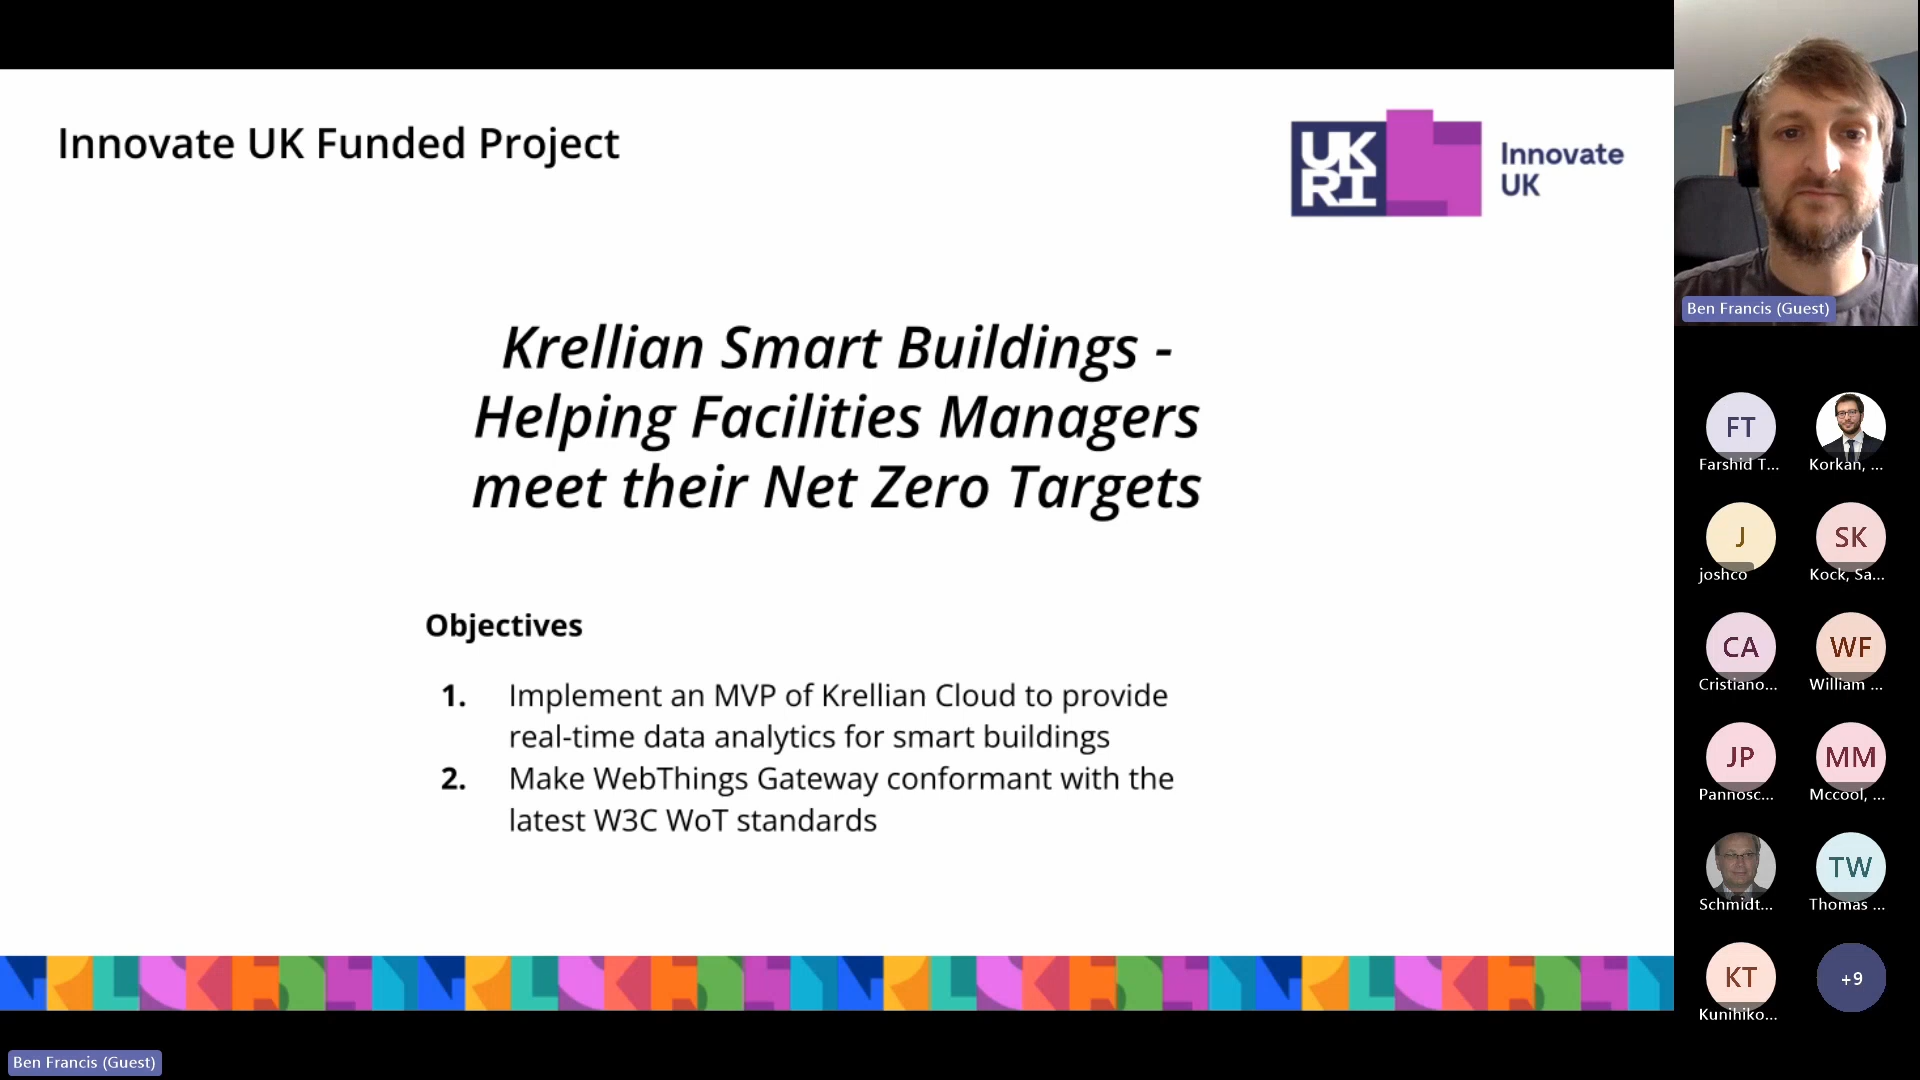 Innovate UK Funded Project
UK
RI
Innovate
UK
Krellian Smart Buildings -
Helping Facilities Managers
meet their Net Zero Targets
Objectives
1. Implement an MVP of Krellian Cloud to provide
real-time data analytics for smart buildings
2. Make WebThings Gateway conformant with the
latest W3C WoT standards
Ben Francis (Guest)
Ben Francis (Guest)
FT
Farshid T...
Korkan, ...
J
joshco
SK
Kock, Sa...
CA
Cristiano...
WF
William ...
JP
Pannosc...
MM
Mccool, ...
Schmidt...
TW
Thomas ...
KT
Kunihiko...
+9